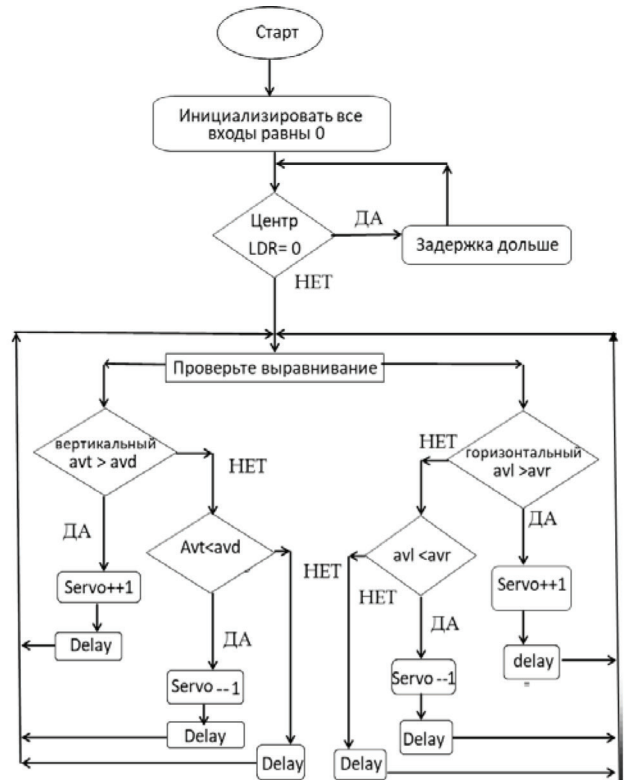 Старт
Инициализировать все
входы равны 0
Центр
LDR= 0
ДА
Задержка дольше
НЕТ
Проверьте выравнивание
вертикальный
avt > avd
НЕТ
ДА
Servo++1
Delay
Avt<avd
НЕТ
ДА
Servo --1
Delay
Delay
горизонтальный
avl >avr
НЕТ
ДА
Servo++1
delay
avl <avr
НЕТ
ДА
Servo --1
Delay
Delay